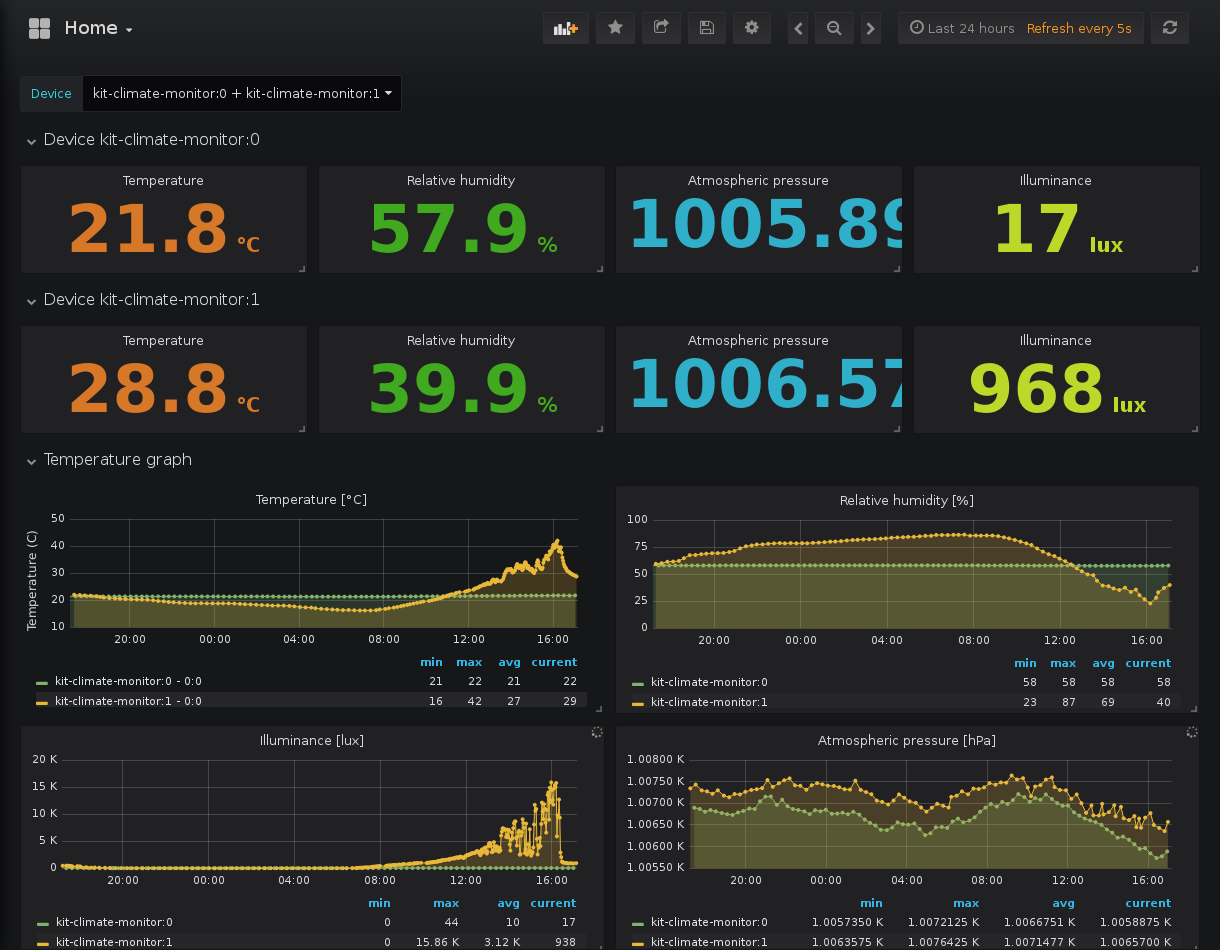 Home
Last 24 hours Refresh every 5s
Device kit-climate-monitor:0 + kit-climate-monitor:1
Device kit-climate-monitor:0
Temperature
21.8 °C
Relative humidity
57.9 %
Atmospheric pressure
1005.89
Illuminance
17 lux
Device kit-climate-monitor:1
Temperature
28.8 °C
Relative humidity
39.9 %
Atmospheric pressure
1006.57
Illuminance
968 lux
Temperature graph
Temperature [°C]
Temperature (C)
50
40
30
20
10
20:00 00:00 04:00 08:00 12:00 16:00
min max avg current
kit-climate-monitor:0 - 0:0 21 22 21 22
kit-climate-monitor:1 - 0:0 16 42 27 29
Relative humidity [%]
100
75
50
25
0
20:00 00:00 04:00 08:00 12:00 16:00
min max avg current
kit-climate-monitor:0 58 58 58 58
kit-climate-monitor:1 23 87 69 40
Illuminance [lux]
20 K
15 K
10 K
5 K
0
20:00 00:00 04:00 08:00 12:00 16:00
min max avg current
kit-climate-monitor:0 0 44 10 17
kit-climate-monitor:1 0 15.86 K 3.12 K 938
Atmospheric pressure [hPa]
1.00800 K
1.00750 K
1.00700 K
1.00650 K
1.00600 K
1.00550 K
20:00 00:00 04:00 08:00 12:00 16:00
min max avg current
kit-climate-monitor:0 1.0057350 K 1.0072125 K 1.0066751 K 1.0058875 K
kit-climate-monitor:1 1.0063575 K 1.0076425 K 1.0071477 K 1.0065700 K